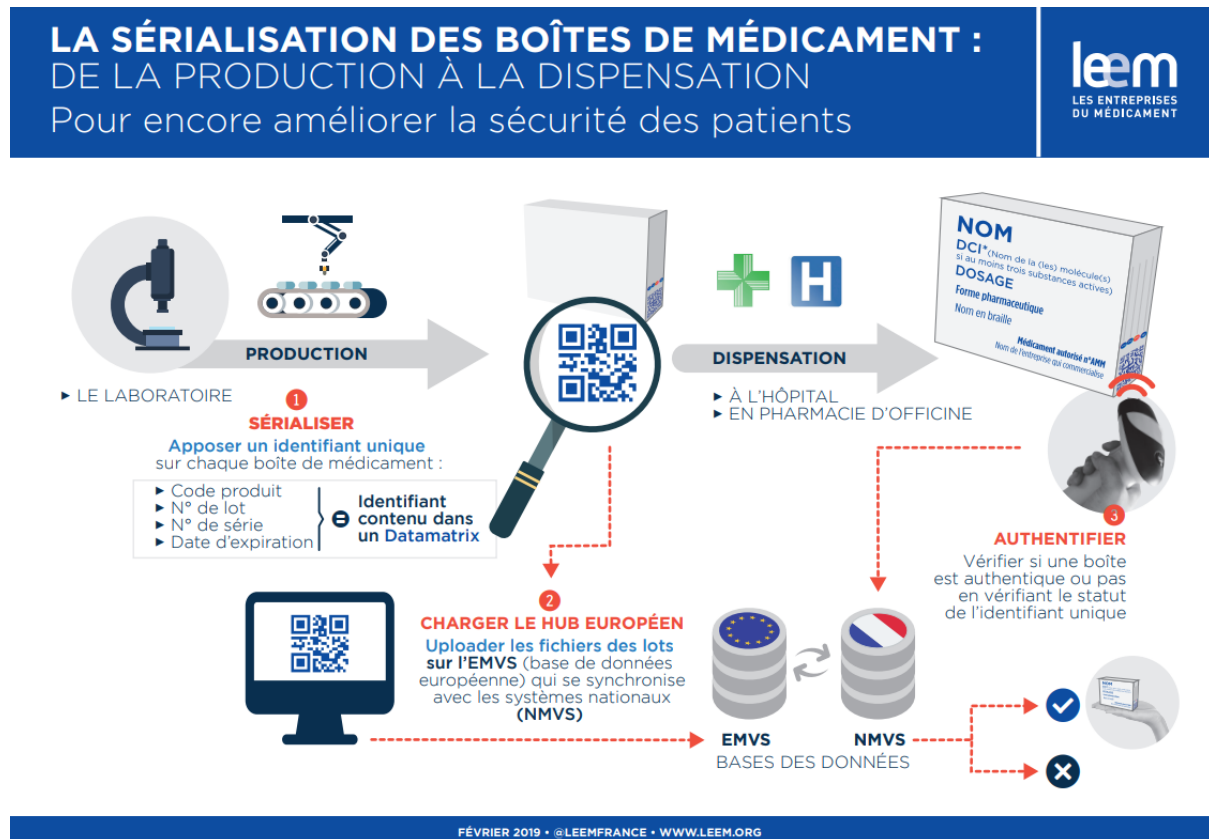 LA SÉRIALISATION DES BOÎTES DE MÉDICAMENT :
DE LA PRODUCTION À LA DISPENSATION
Pour encore améliorer la sécurité des patients
leem
LES ENTREPRISES
DU MÉDICAMENT
PRODUCTION
▸ LE LABORATOIRE
1
SÉRIALISER
Apposer un identifiant unique
sur chaque boîte de médicament :
▸ Code produit
▸ N° de lot
▸ N° de série
▸ Date d'expiration
= Identifiant
contenu dans
un Datamatrix
H
DISPENSATION
▸ À L'HÔPITAL
▸ EN PHARMACIE D'OFFICINE
NOM
DCI* (Nom de la (les) molécule(s)
si au moins trois substances actives)
DOSAGE
Forme pharmaceutique
Nom en braille
Médicament autorisé n°AMM
Nom de l'entreprise qui commercialise
2
CHARGER LE HUB EUROPÉEN
Uploader les fichiers des lots
sur l'EMVS (base de données
européenne) qui se synchronise
avec les systèmes nationaux
(NMVS)
3
AUTHENTIFIER
Vérifier si une boîte
est authentique ou pas
en vérifiant le statut
de l'identifiant unique
EMVS
NMVS
BASES DES DONNÉES
FÉVRIER 2019 • @LEEMFRANCE • WWW.LEEM.ORG